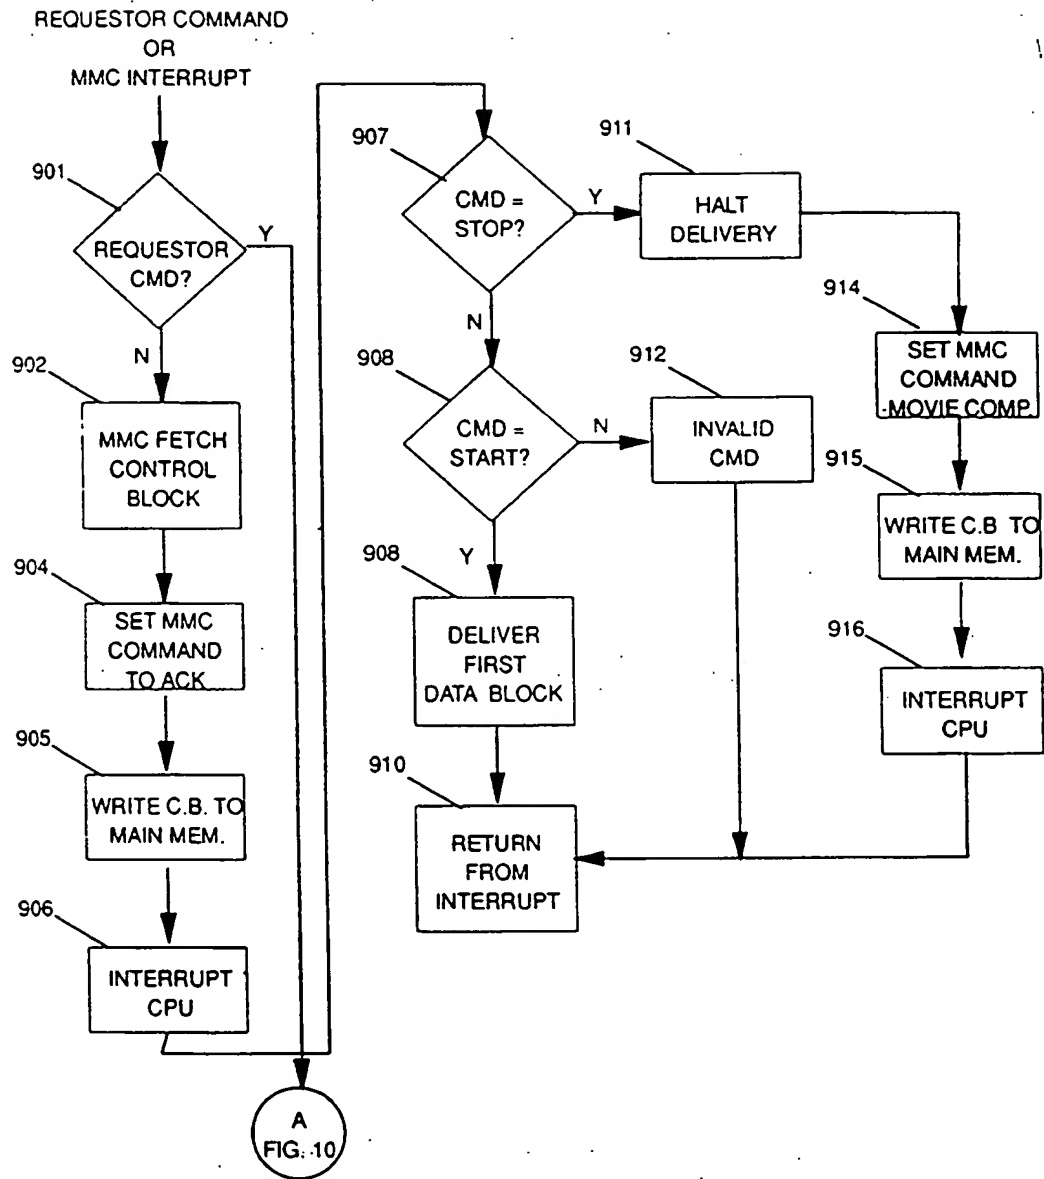 REQUESTOR COMMAND
OR
MMC INTERRUPT
901
REQUESTOR
CMD?
Y
N
902
MMC FETCH
CONTROL
BLOCK
904
SET MMC
COMMAND
TO ACK
905
WRITE C.B. TO
MAIN MEM.
906
INTERRUPT
CPU
A
FIG. 10
907
CMD =
STOP?
Y
N
908
CMD =
START?
N
Y
908
DELIVER
FIRST
DATA BLOCK
910
RETURN
FROM
INTERRUPT
911
HALT
DELIVERY
912
INVALID
CMD
914
SET MMC
COMMAND
-MOVIE COMP.
915
WRITE C.B TO
MAIN MEM.
916
INTERRUPT
CPU